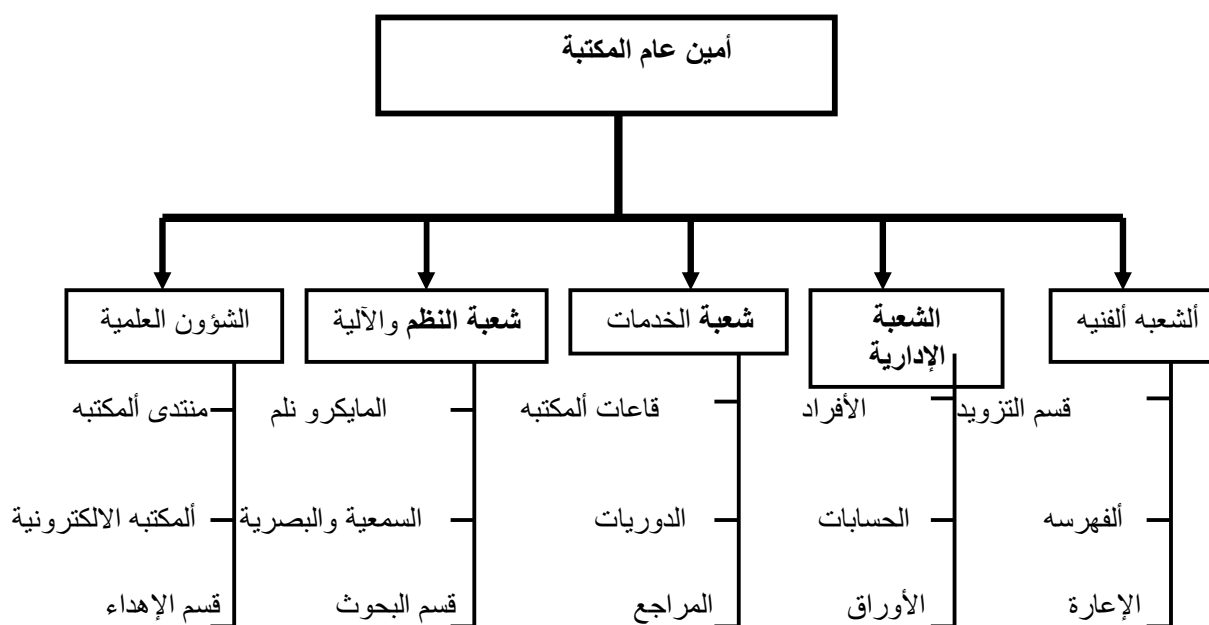 أمين عام المكتبة
ألشعبه ألفنيه
الشعبة
الإدارية
شعبة الخدمات
شعبة النظم والآلية
الشؤون العلمية
قسم التزويد
الأفراد
قاعات ألمكتبه
المايكرو نلم
منتدى ألمكتبه
ألفهرسه
الحسابات
الدوريات
السمعية والبصرية
ألمكتبه الالكترونية
الإعارة
الأوراق
المراجع
قسم البحوث
قسم الإهداء